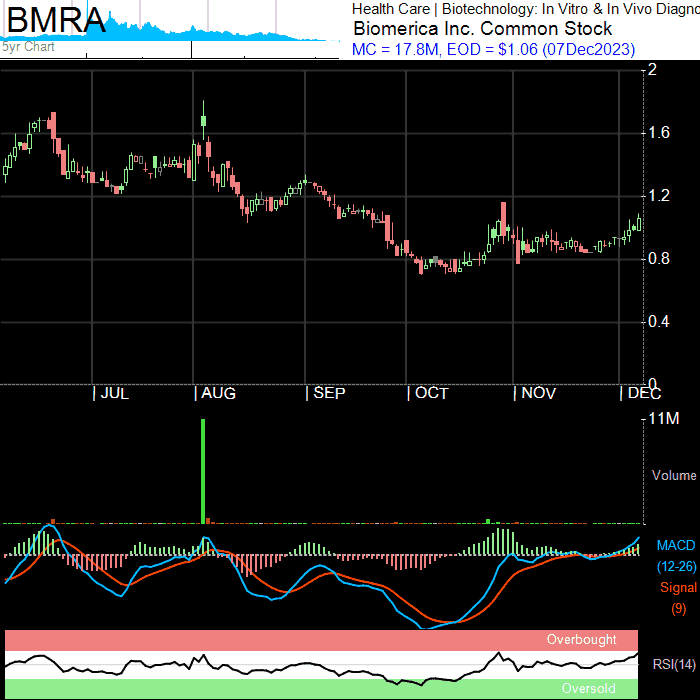 BMRA
5yr Chart
Health Care | Biotechnology: In Vitro & In Vivo Diagno
Biomerica Inc. Common Stock
MC = 17.8M, EOD = $1.06 (07Dec2023)
2
1.6
1.2
0.8
0.4
0
| JUL | AUG | SEP | OCT | NOV | DEC
11M
Volume
MACD
(12-26)
Signal
(9)
Overbought
RSI(14)
Oversold